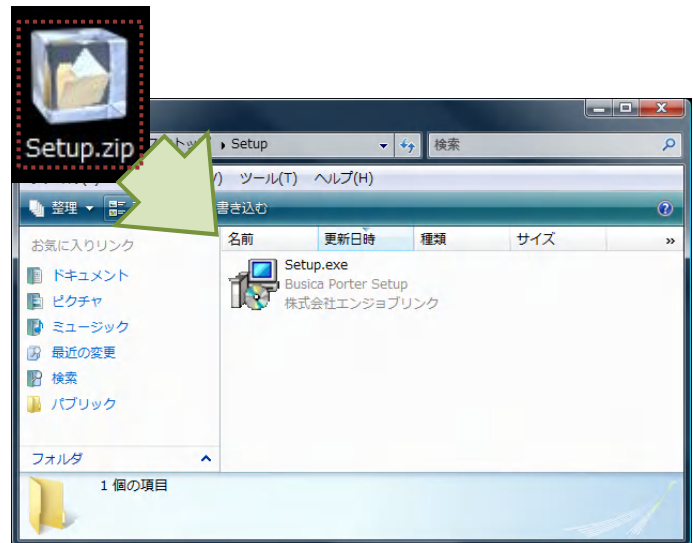 Setup.zip
Setup
検索
ツール(T) ヘルプ(H)
整理
書き込む
お気に入りリンク
名前 更新日時 種類 サイズ »
ドキュメント
ピクチャ
ミュージック
最近の変更
検索
パブリック
Setup.exe
Busica Porter Setup
株式会社エンジョブリンク
フォルダ
1 個の項目